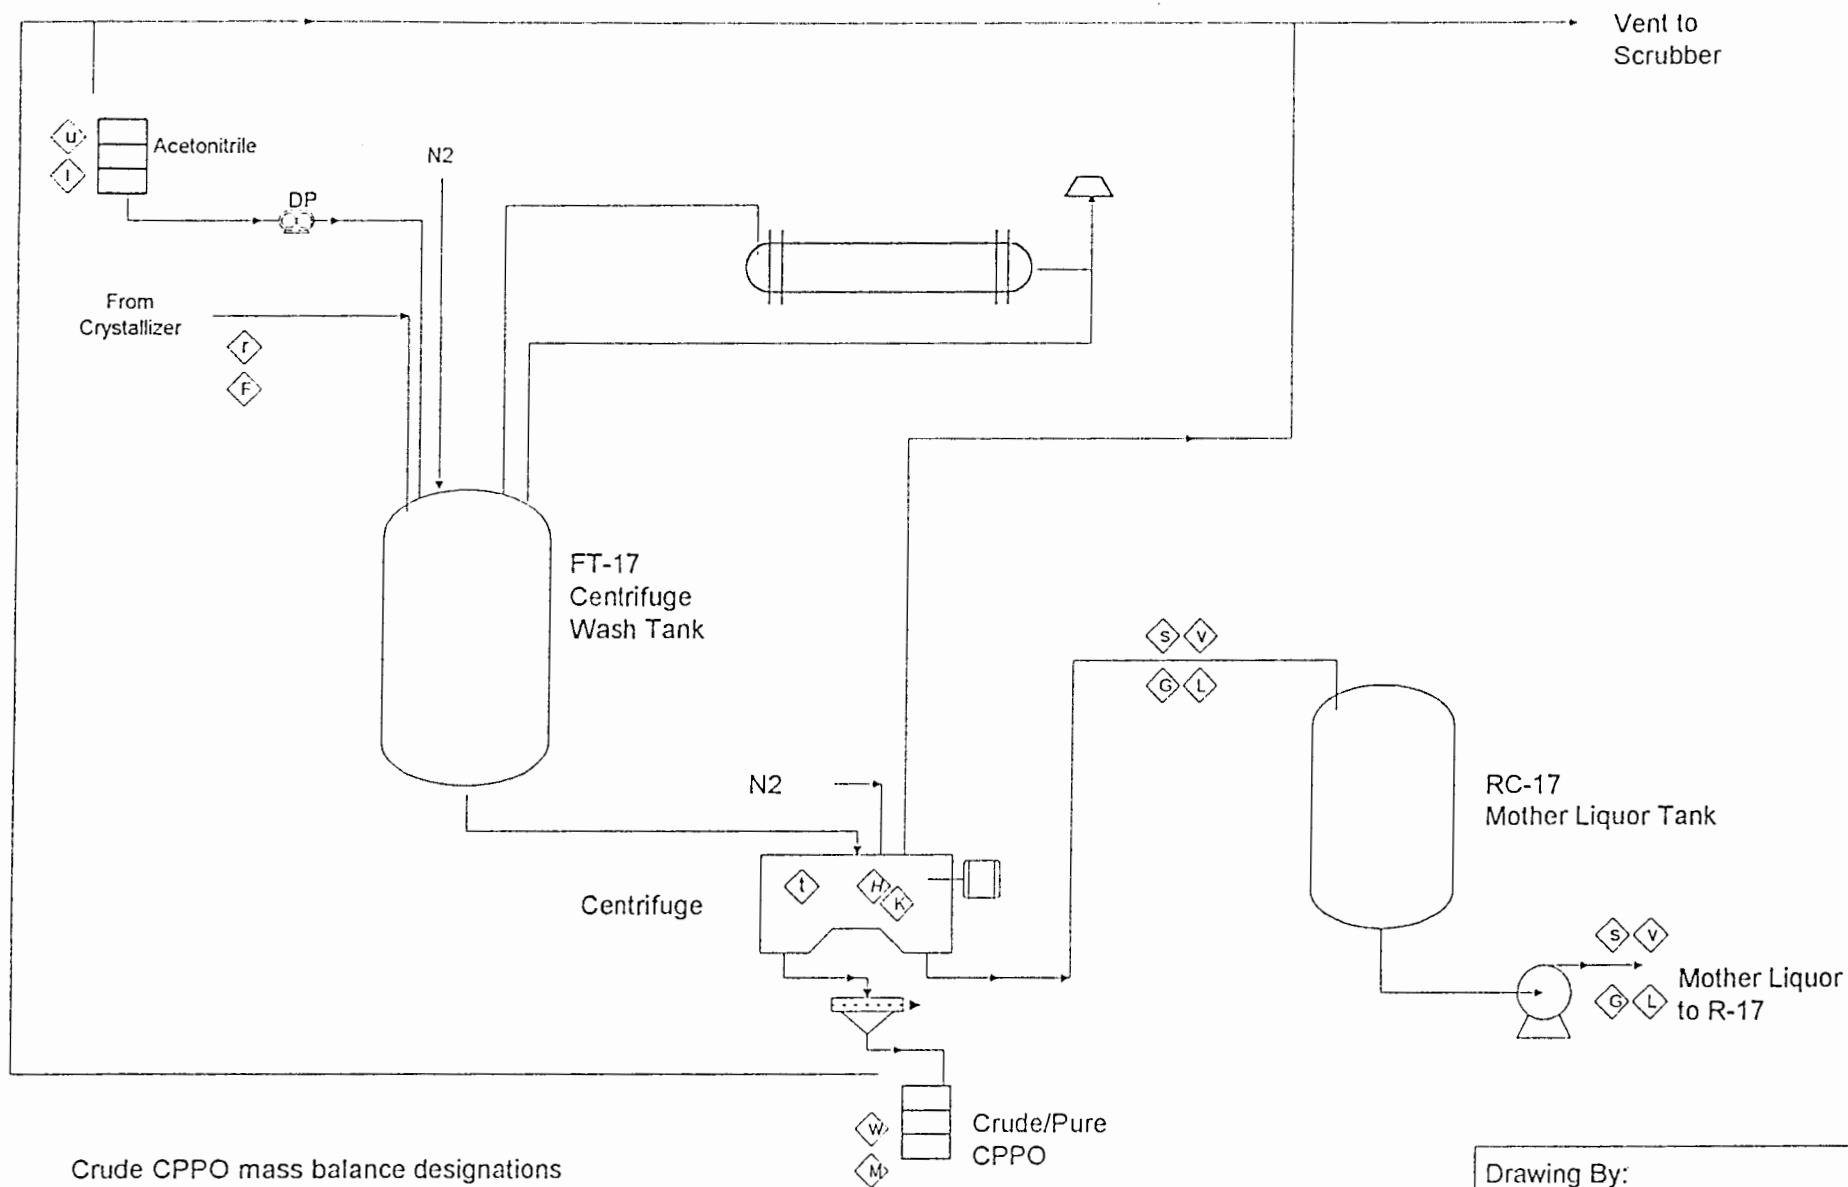 Vent to
Scrubber
u
I
Acetonitrile
N2
DP
From
Crystallizer
r
F
FT-17
Centrifuge
Wash Tank
s
v
G
L
N2
RC-17
Mother Liquor Tank
t
H
K
Centrifuge
s
v
G
L
Mother Liquor
to R-17
W
M
Crude/Pure
CPPO
Crude CPPO mass balance designations
Drawing By: